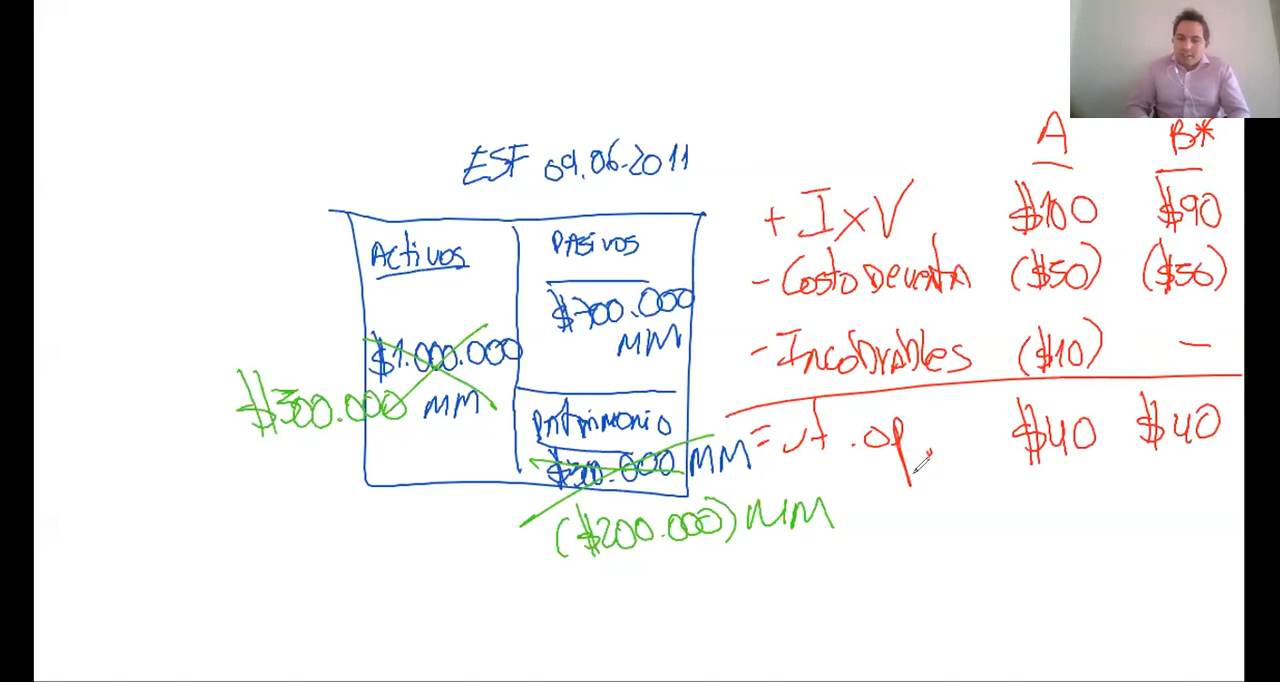 ESF 09.06.2011
Activos
$1.000.000
MM
$300.000
Pasivos
$700.000
MM
Patrimonio
$300.000 MM
($200.000) MM
A B*
+ I x V $100 $90
- Costo De venta ($50) ($50)
- Incobrables ($10) -
= ut. op $40 $40